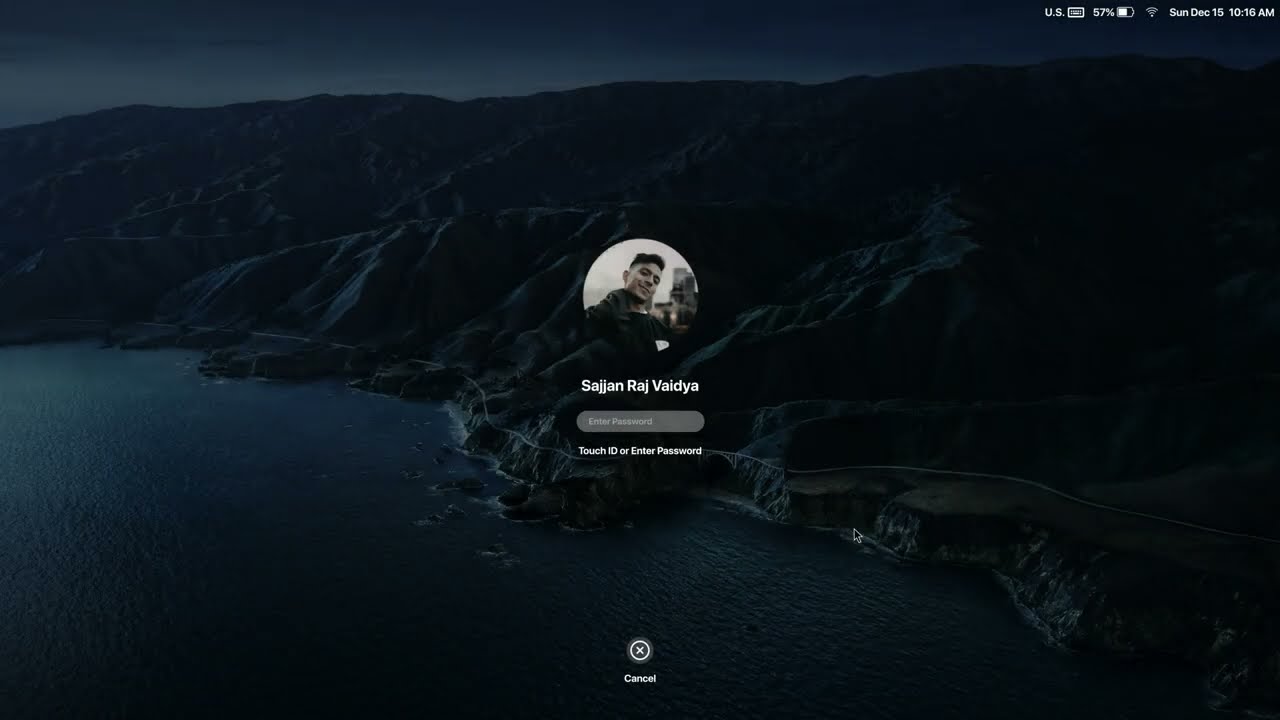 U.S. 57% Sun Dec 15 10:16 AM
Sajjan Raj Vaidya
Enter Password
Touch ID or Enter Password
Cancel